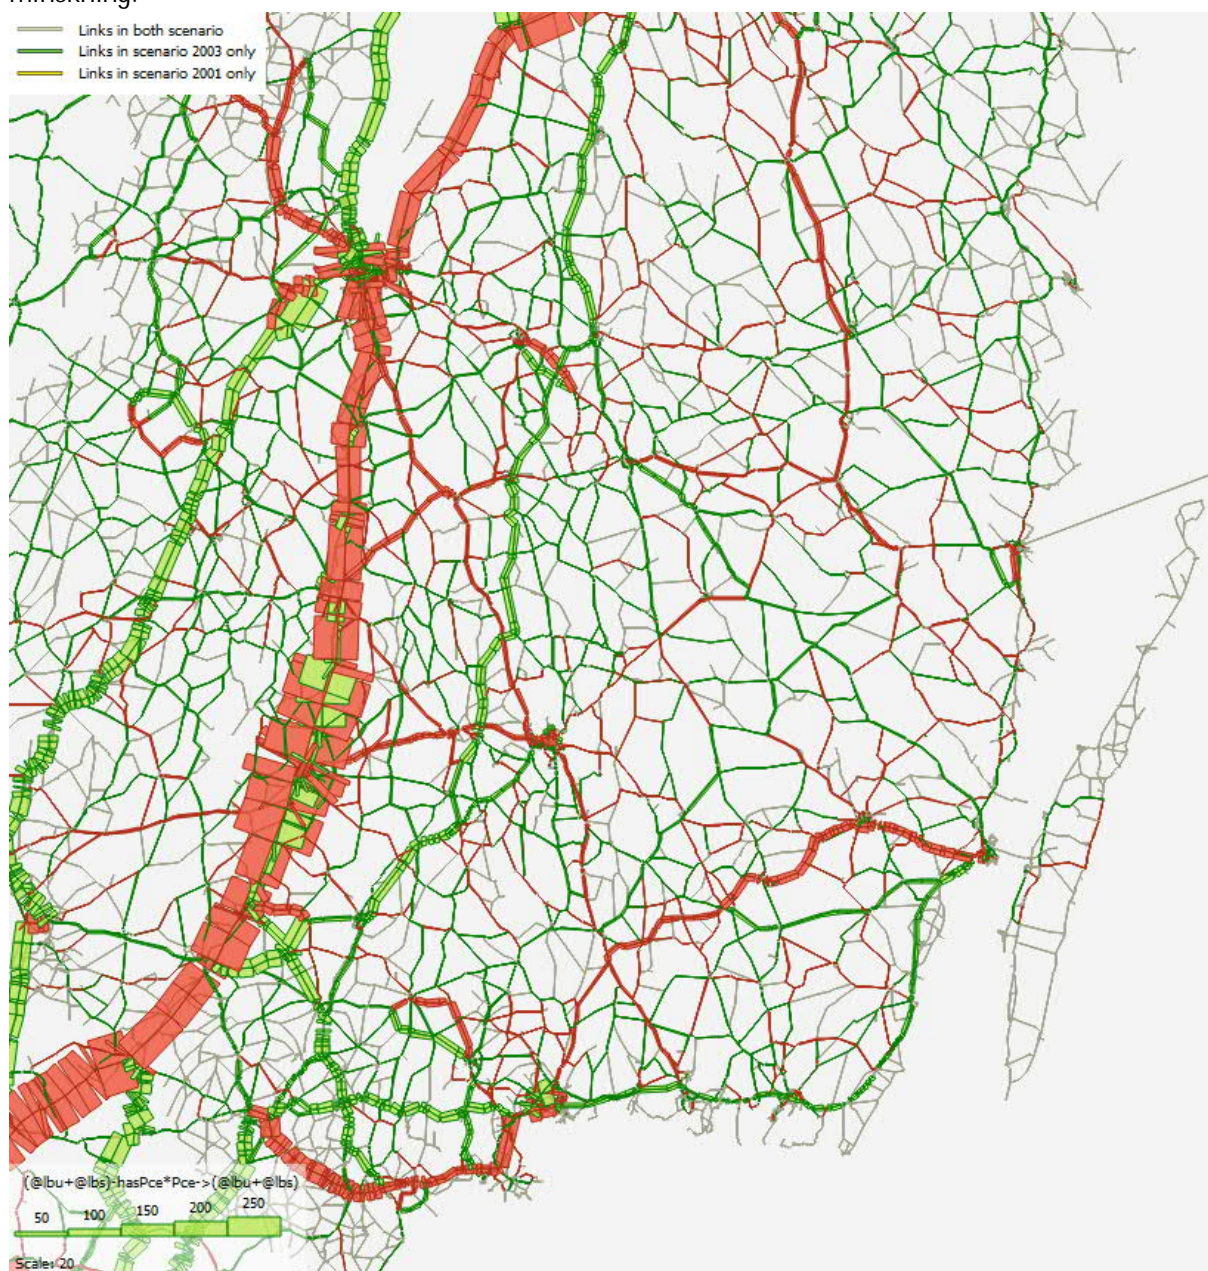 minskning.
Links in both scenario
Links in scenario 2003 only
Links in scenario 2001 only
(@lbu+@lbs)-hasPce*Pce->(@lbu+@lbs)
50 100 150 200 250
Scale: 20